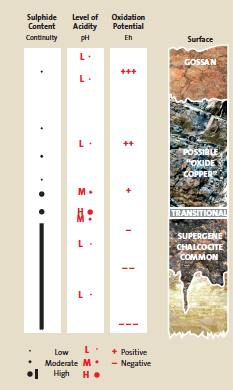 Sulphide Content
Continuity
Level of Acidity
pH
Oxidation Potential
Eh
Surface
L
L
L
M
H
M
L
L
+++
++
+
–
– –
– – –
GOSSAN
POSSIBLE
"OXIDE
COPPER"
TRANSITIONAL
SUPERGENE
CHALCOCITE
COMMON
Low L + Positive
Moderate M – Negative
High H